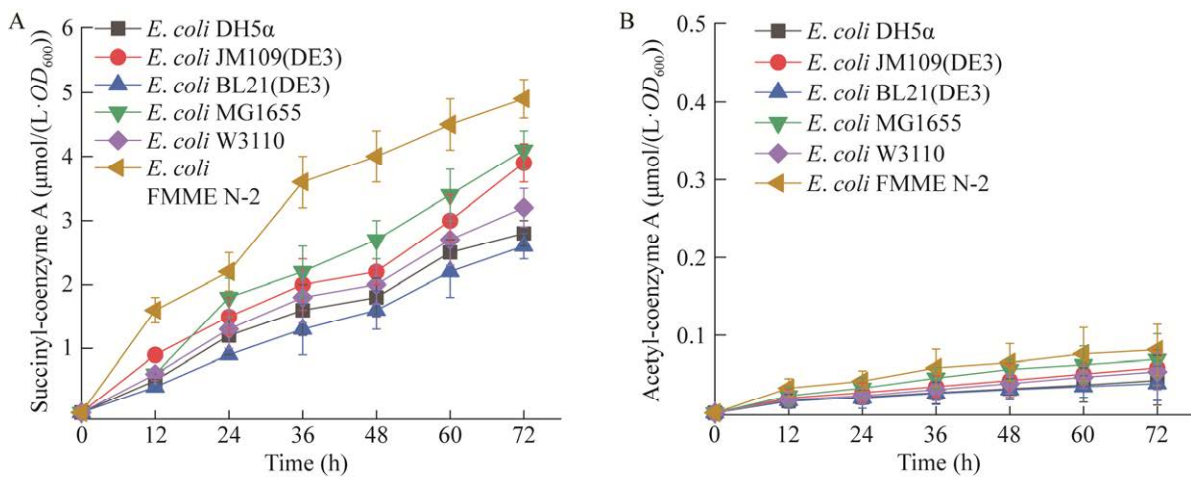 A
Succinyl-coenzyme A (μmol/(L·OD600))
6
5
4
3
2
1
0
E. coli DH5α
E. coli JM109(DE3)
E. coli BL21(DE3)
E. coli MG1655
E. coli W3110
E. coli
FMME N-2
0 12 24 36 48 60 72
Time (h)
B
Acetyl-coenzyme A (μmol/(L·OD600))
0.5
0.4
0.3
0.2
0.1
E. coli DH5α
E. coli JM109(DE3)
E. coli BL21(DE3)
E. coli MG1655
E. coli W3110
E. coli FMME N-2
0 12 24 36 48 60 72
Time (h)